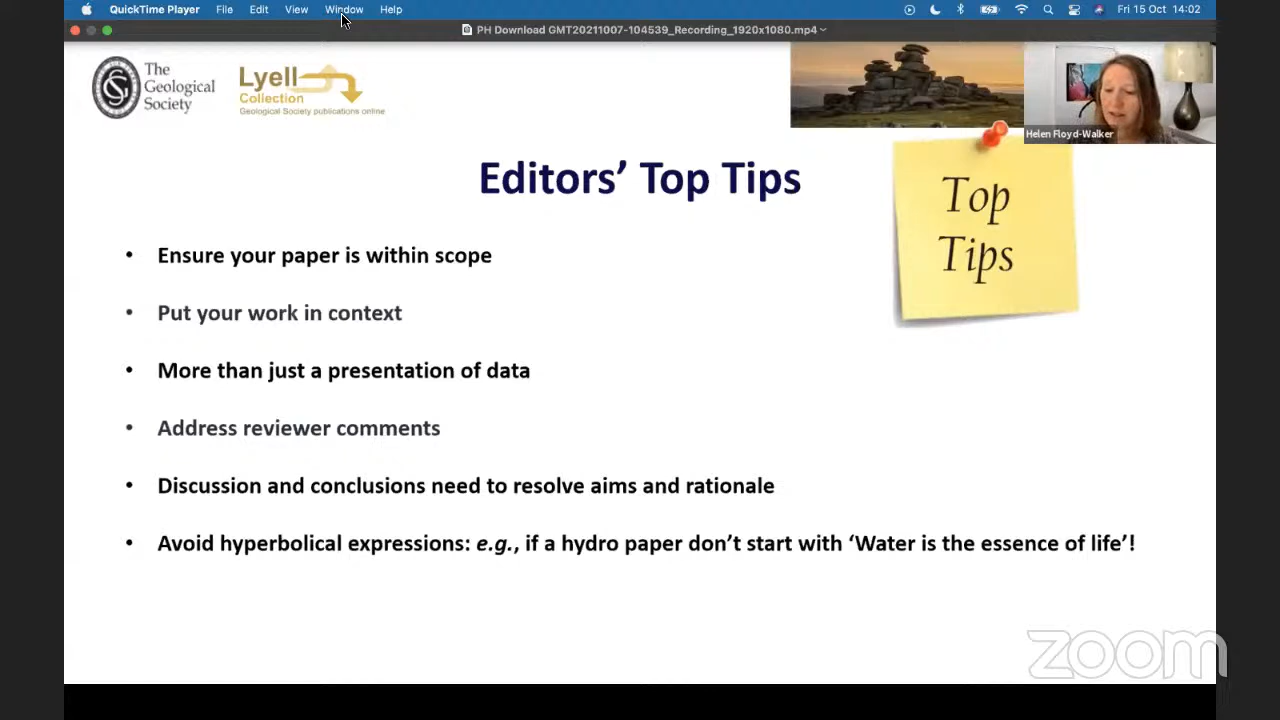 QuickTime Player File Edit View Window Help Fri 15 Oct 14:02
PH Download GMT20211007-104539_Recording_1920x1080.mp4
The
Geological
Society
Lyell
Collection
Geological Society publications online
Helen Floyd-Walker
Editors’ Top Tips
Top
Tips
• Ensure your paper is within scope
• Put your work in context
• More than just a presentation of data
• Address reviewer comments
• Discussion and conclusions need to resolve aims and rationale
• Avoid hyperbolical expressions: e.g., if a hydro paper don’t start with ‘Water is the essence of life’!
zoom